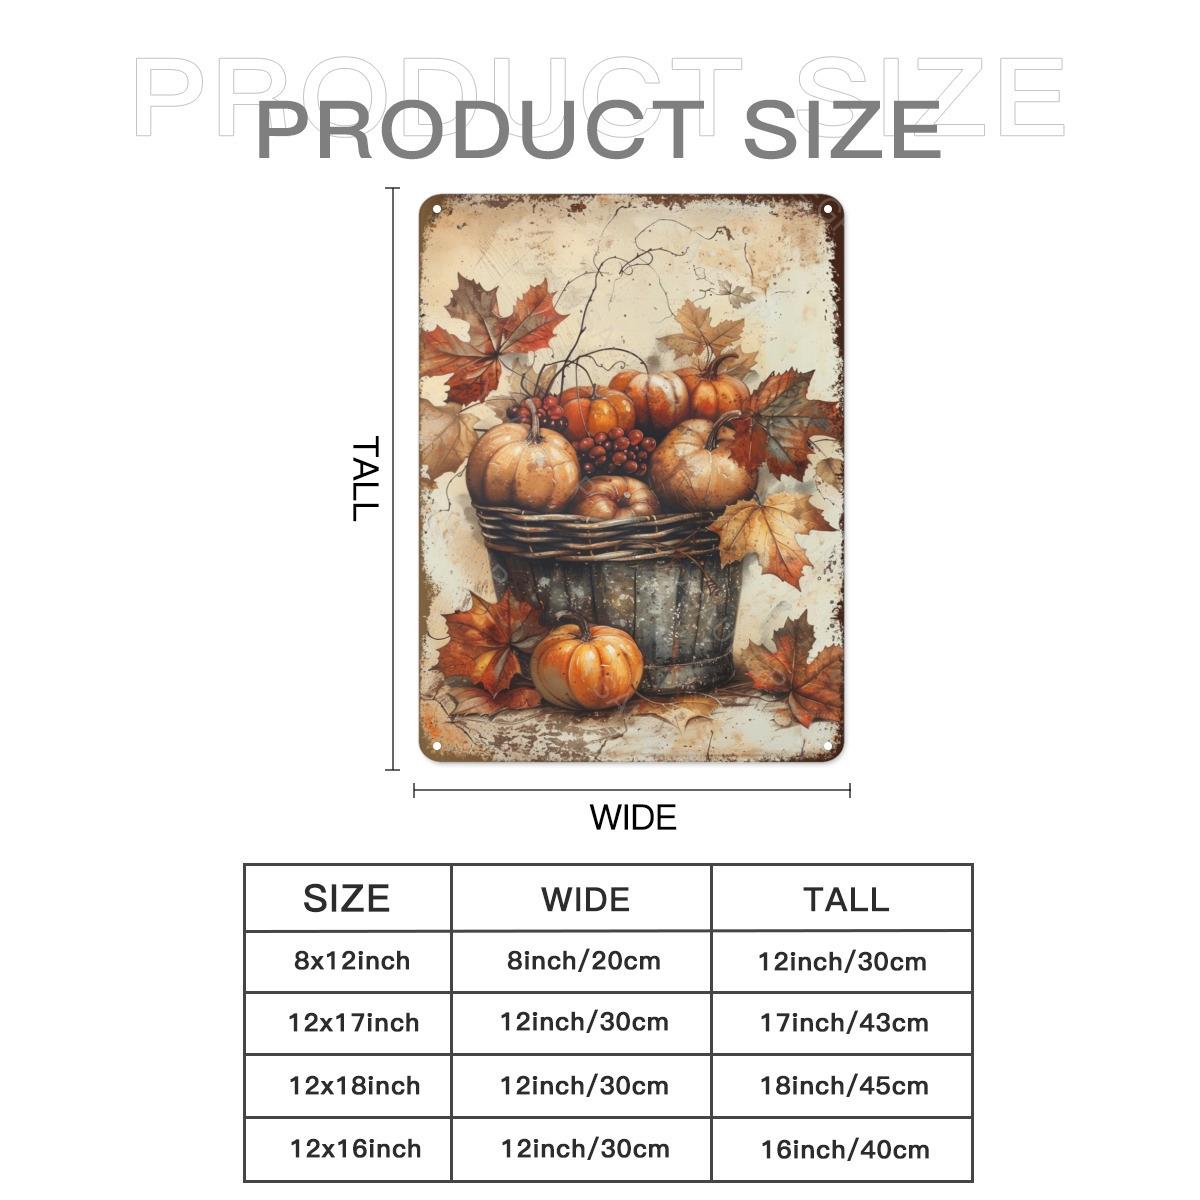 PRODUCT SIZE
PRODUCT SIZE
TALL
WIDE
SIZE WIDE TALL
8x12inch 8inch/20cm 12inch/30cm
12x17inch 12inch/30cm 17inch/43cm
12x18inch 12inch/30cm 18inch/45cm
12x16inch 12inch/30cm 16inch/40cm